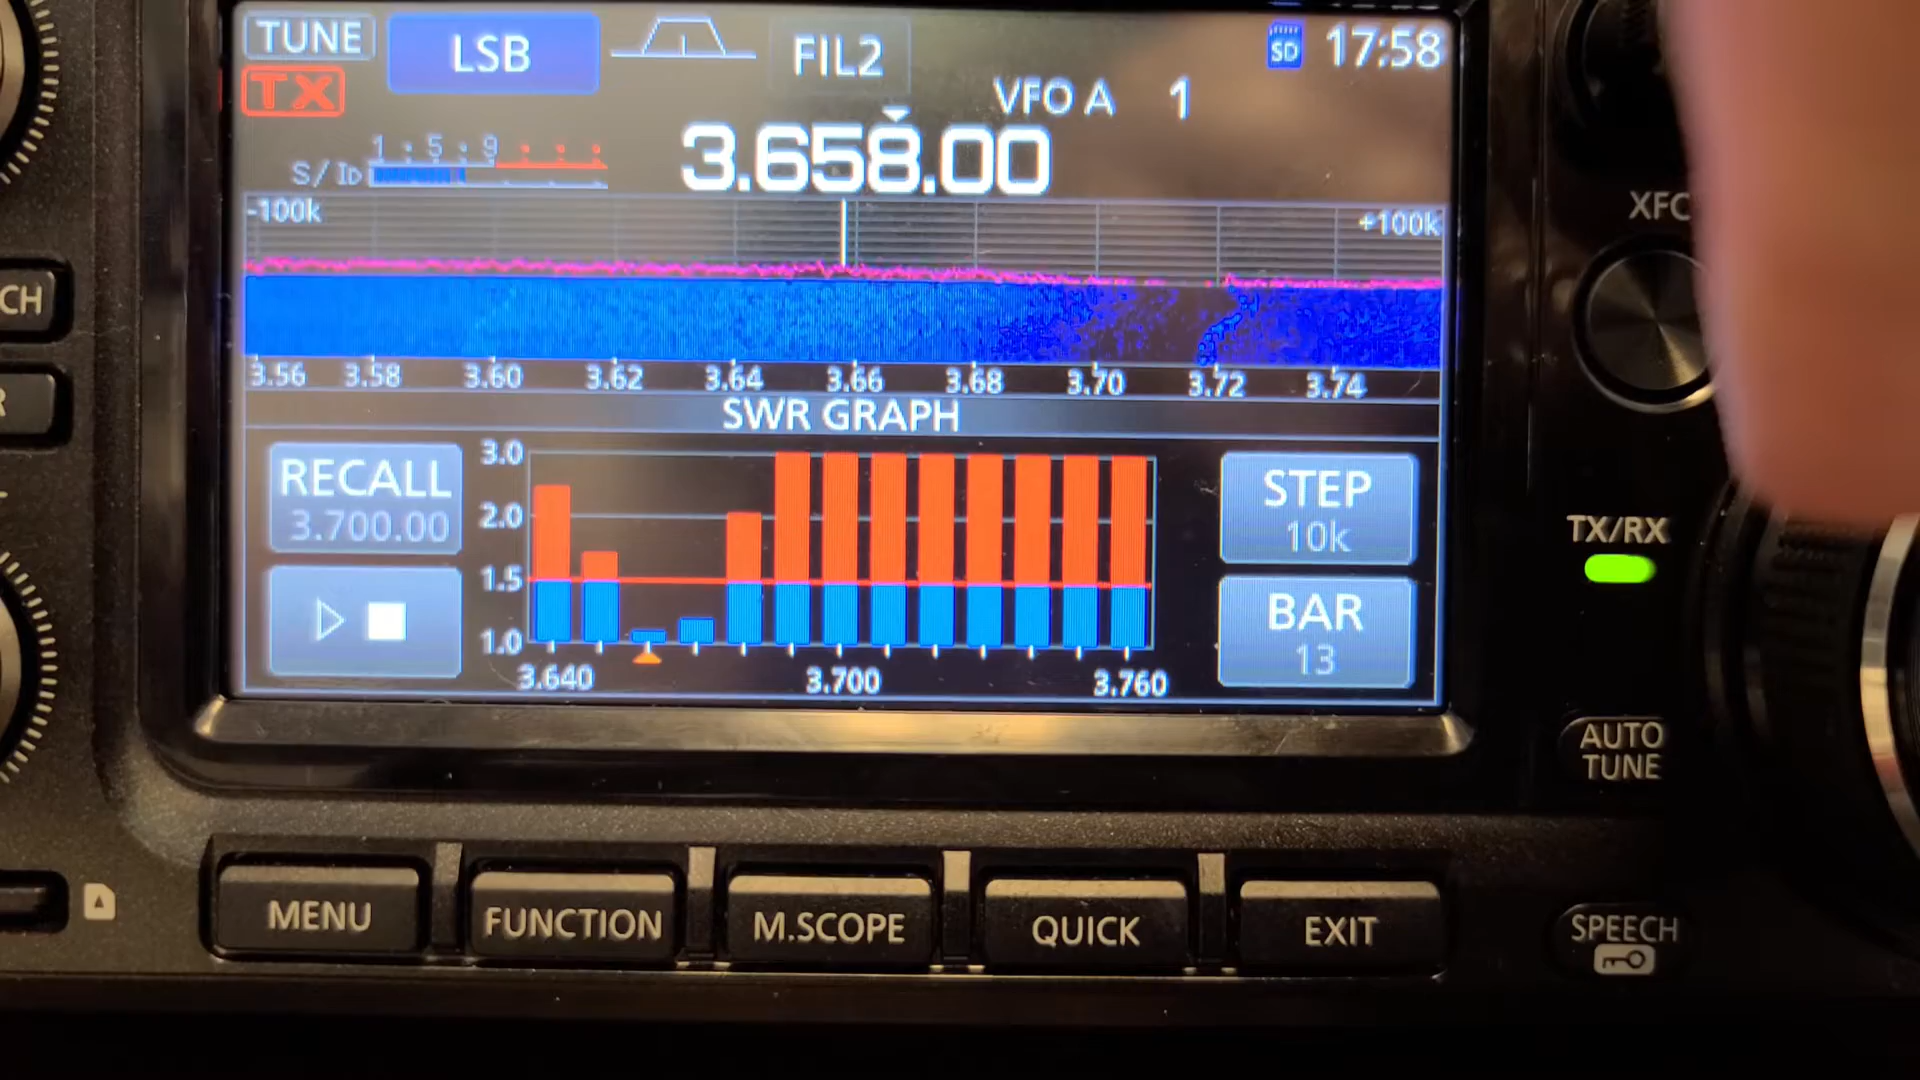 TUNE LSB FIL2 SD 17:58
TX VFO A 1
1 : 5 : 9
S/ID 3.658.00
-100k +100k
3.56 3.58 3.60 3.62 3.64 3.66 3.68 3.70 3.72 3.74
SWR GRAPH
RECALL
3.700.00
3.0
2.0
1.5
1.0
3.640 3.700 3.760
STEP
10k
BAR
13
XFC
TX/RX
AUTO
TUNE
CH
R
MENU FUNCTION M.SCOPE QUICK EXIT
SPEECH